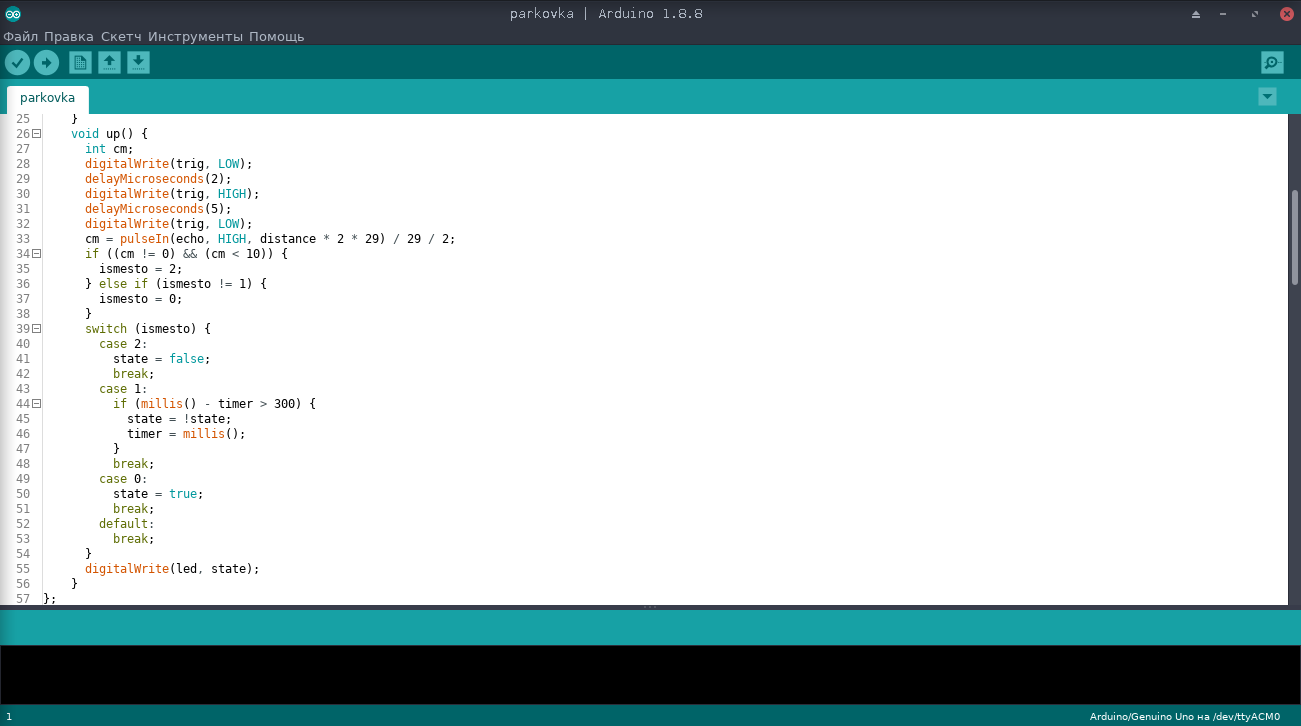 parkovka | Arduino 1.8.8
Файл Правка Скетч Инструменты Помощь
parkovka
25 }
26 void up() {
27 int cm;
28 digitalWrite(trig, LOW);
29 delayMicroseconds(2);
30 digitalWrite(trig, HIGH);
31 delayMicroseconds(5);
32 digitalWrite(trig, LOW);
33 cm = pulseIn(echo, HIGH, distance * 2 * 29) / 29 / 2;
34 if ((cm != 0) && (cm < 10)) {
35 ismesto = 2;
36 } else if (ismesto != 1) {
37 ismesto = 0;
38 }
39 switch (ismesto) {
40 case 2:
41 state = false;
42 break;
43 case 1:
44 if (millis() - timer > 300) {
45 state = !state;
46 timer = millis();
47 }
48 break;
49 case 0:
50 state = true;
51 break;
52 default:
53 break;
54 }
55 digitalWrite(led, state);
56 }
57 };
1 Arduino/Genuino Uno на /dev/ttyACM0